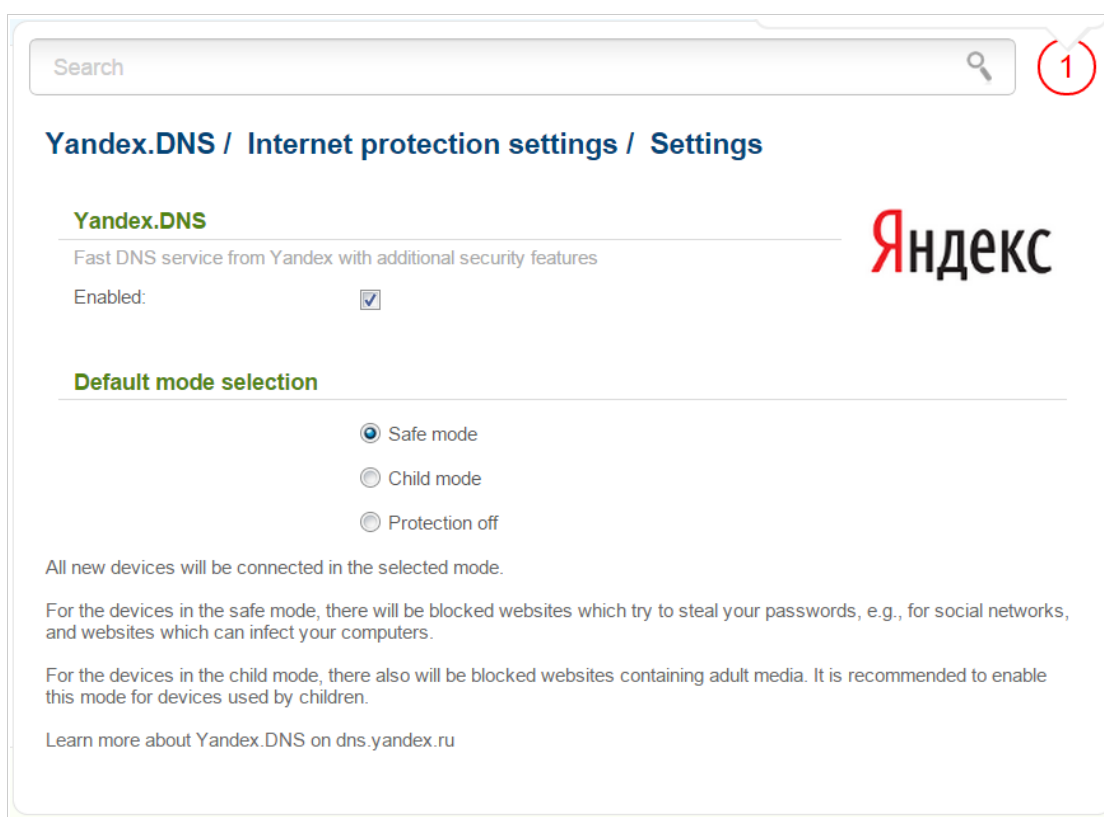 Search
1
Yandex.DNS / Internet protection settings / Settings
Yandex.DNS
Яндекс
Fast DNS service from Yandex with additional security features
Enabled:
Default mode selection
Safe mode
Child mode
Protection off
All new devices will be connected in the selected mode.
For the devices in the safe mode, there will be blocked websites which try to steal your passwords, e.g., for social networks,
and websites which can infect your computers.
For the devices in the child mode, there also will be blocked websites containing adult media. It is recommended to enable
this mode for devices used by children.
Learn more about Yandex.DNS on dns.yandex.ru